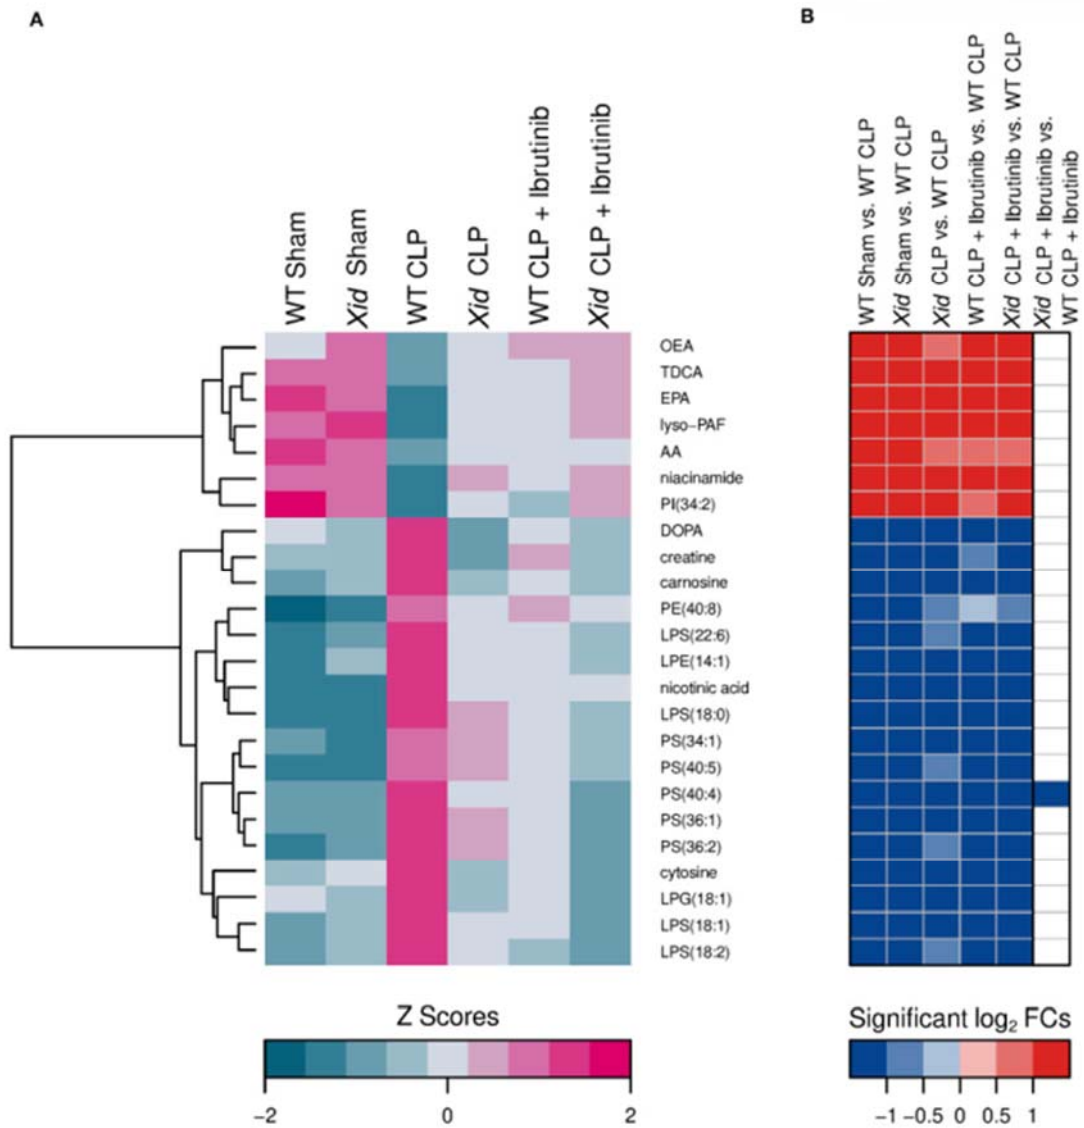 A
B
WT Sham
Xid Sham
WT CLP
Xid CLP
WT CLP + Ibrutinib
Xid CLP + Ibrutinib
WT Sham vs. WT CLP
Xid Sham vs. WT CLP
Xid CLP vs. WT CLP
WT CLP + Ibrutinib vs. WT CLP
Xid CLP + Ibrutinib vs. WT CLP
Xid CLP + Ibrutinib vs.
WT CLP + Ibrutinib
OEA
TDCA
EPA
lyso−PAF
AA
niacinamide
PI(34:2)
DOPA
creatine
carnosine
PE(40:8)
LPS(22:6)
LPE(14:1)
nicotinic acid
LPS(18:0)
PS(34:1)
PS(40:5)
PS(40:4)
PS(36:1)
PS(36:2)
cytosine
LPG(18:1)
LPS(18:1)
LPS(18:2)
Z Scores
−2 0 2
Significant log₂ FCs
−1 −0.5 0 0.5 1